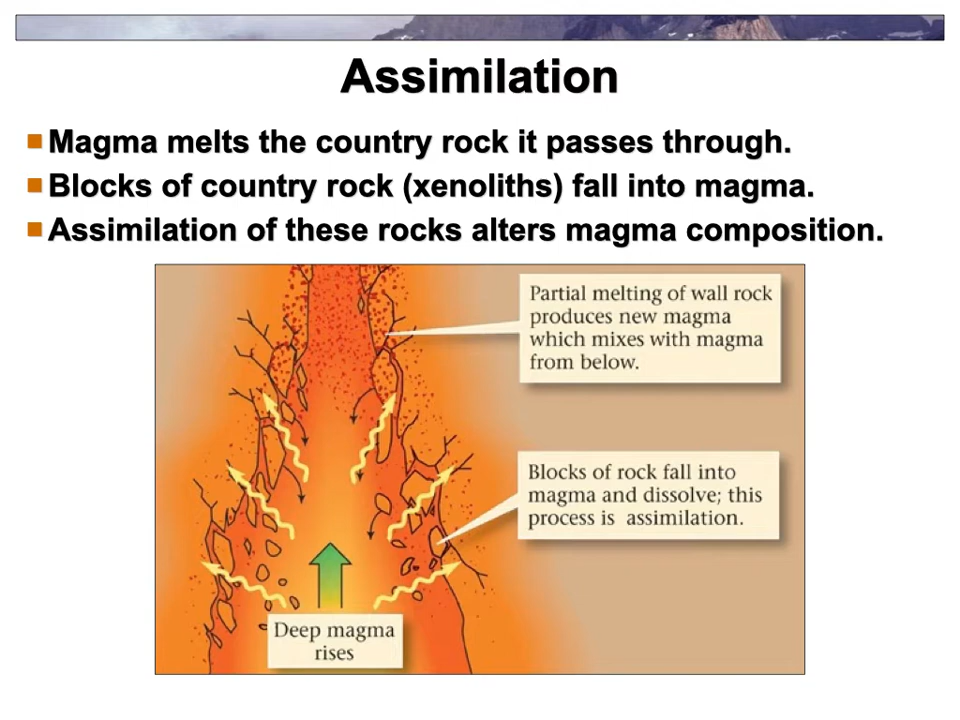 Assimilation
Magma melts the country rock it passes through.
Blocks of country rock (xenoliths) fall into magma.
Assimilation of these rocks alters magma composition.
Partial melting of wall rock
produces new magma
which mixes with magma
from below.
Blocks of rock fall into
magma and dissolve; this
process is assimilation.
Deep magma
rises